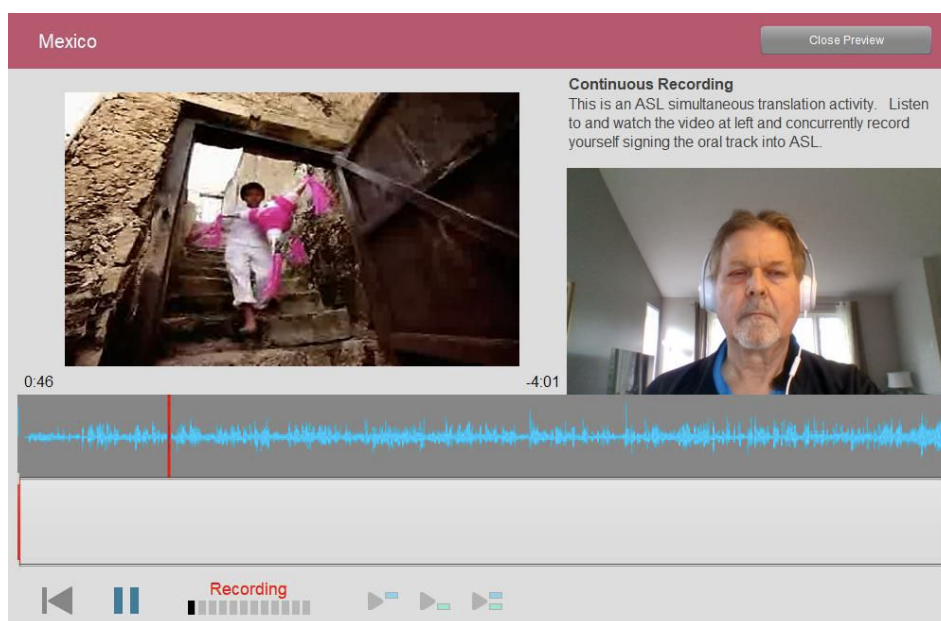 Mexico
Close Preview
Continuous Recording
This is an ASL simultaneous translation activity. Listen
to and watch the video at left and concurrently record
yourself signing the oral track into ASL.
0:46
-4:01
Recording